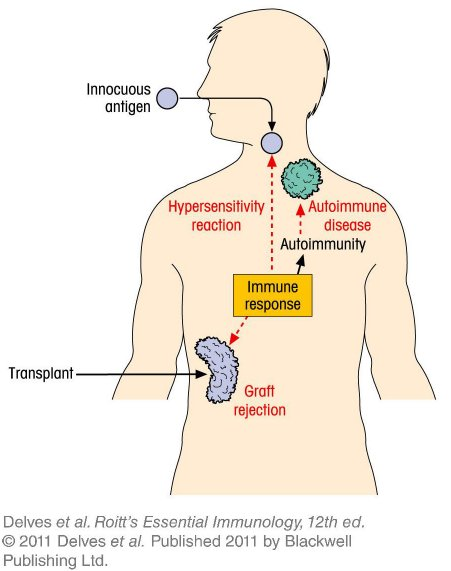 Innocuous
antigen
Hypersensitivity
reaction
Autoimmune
disease
Autoimmunity
Immune
response
Transplant
Graft
rejection
Delves et al. Roitt's Essential Immunology, 12th ed.
© 2011 Delves et al. Published 2011 by Blackwell
Publishing Ltd.